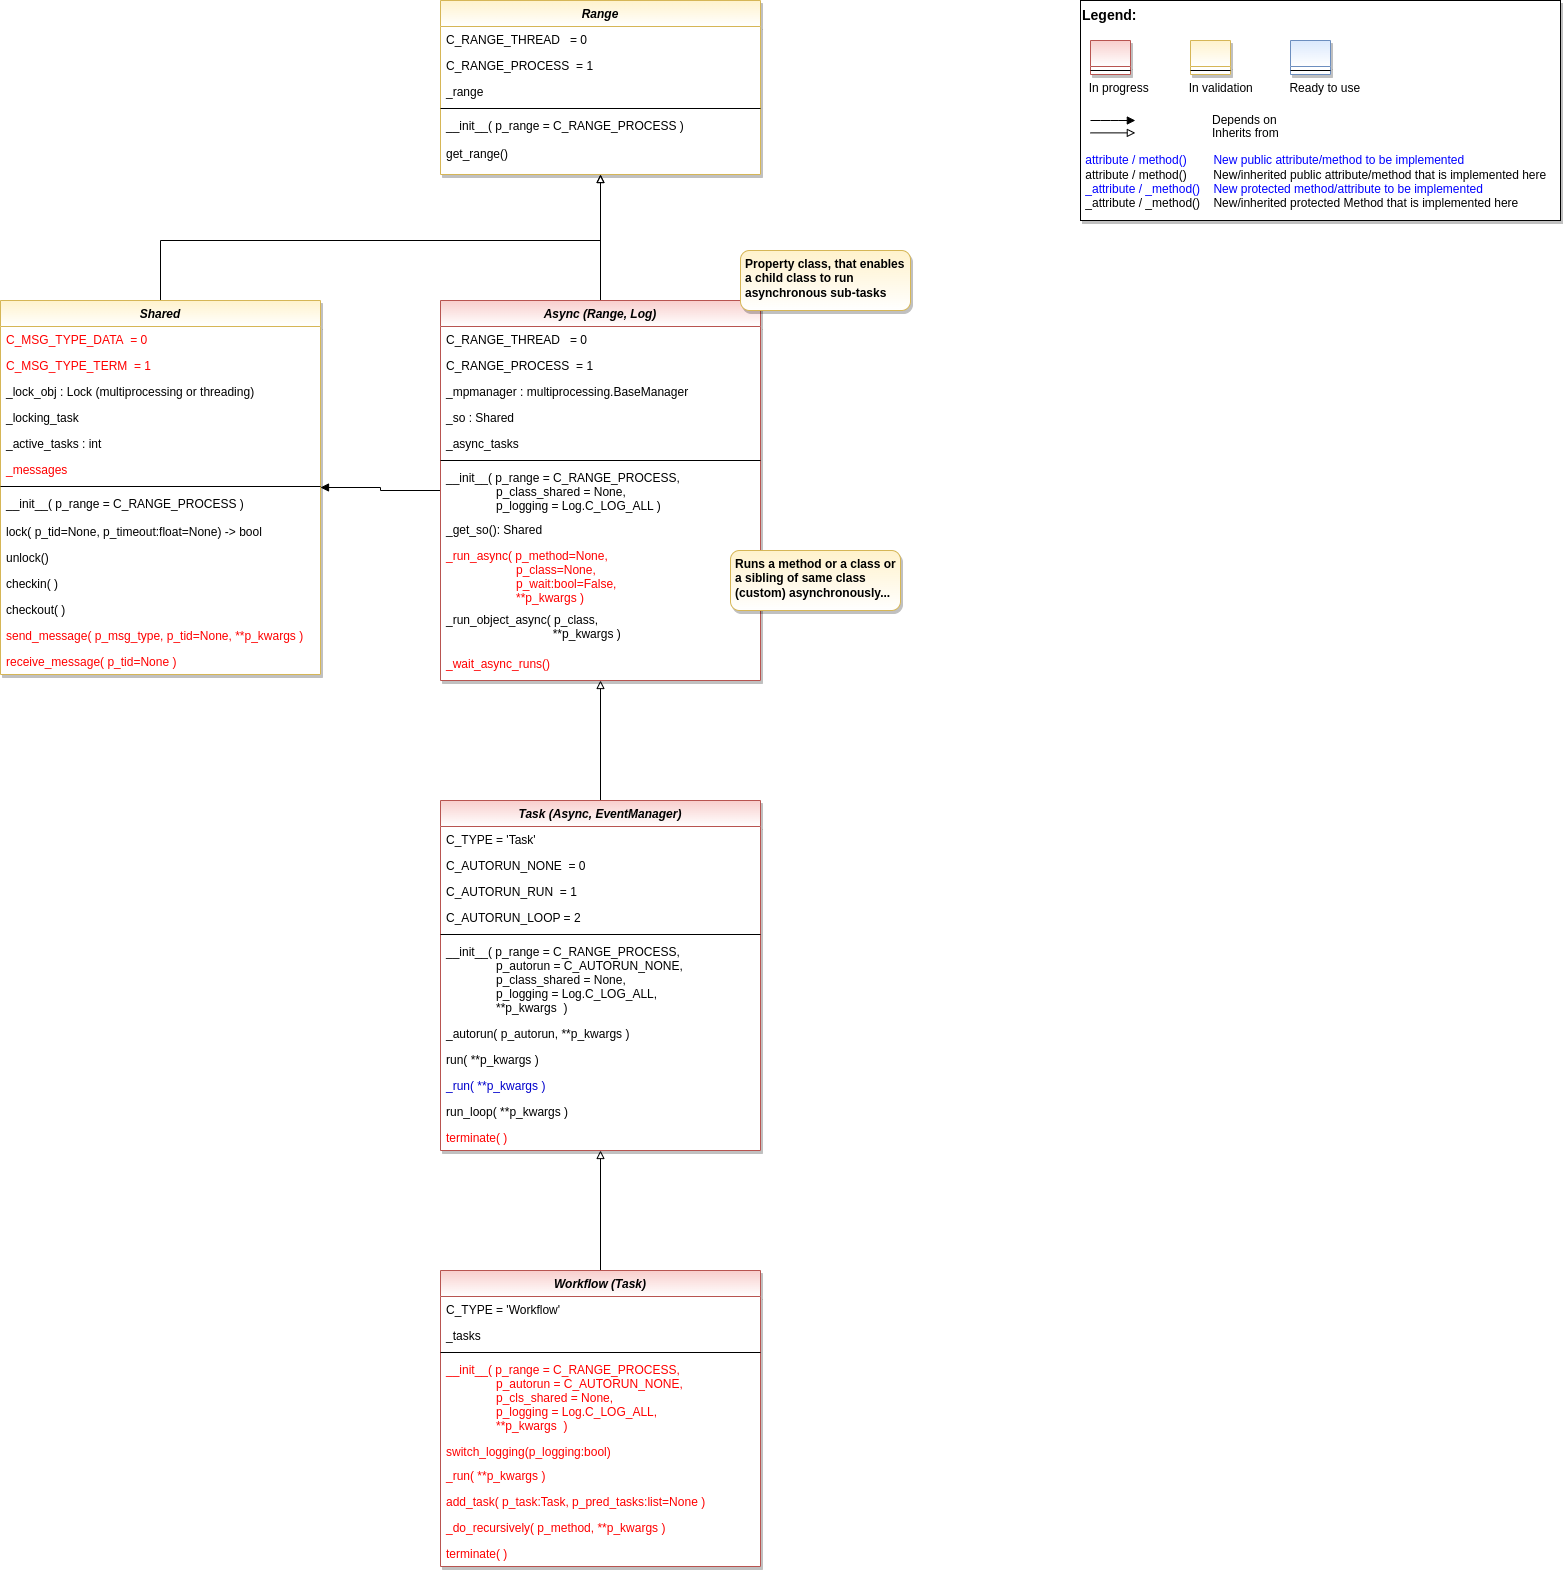 Range
C_RANGE_THREAD   = 0
C_RANGE_PROCESS  = 1
_range
__init__( p_range = C_RANGE_PROCESS )
get_range()
Legend:
In progress
In validation
Ready to use
Depends on
Inherits from
attribute / method()        New public attribute/method to be implemented
attribute / method()        New/inherited public attribute/method that is implemented here
_attribute / _method()    New protected method/attribute to be implemented
_attribute / _method()    New/inherited protected Method that is implemented here
Property class, that enables
a child class to run
asynchronous sub-tasks
Shared
C_MSG_TYPE_DATA  = 0
C_MSG_TYPE_TERM  = 1
_lock_obj : Lock (multiprocessing or threading)
_locking_task
_active_tasks : int
_messages
__init__( p_range = C_RANGE_PROCESS )
lock( p_tid=None, p_timeout:float=None) -> bool
unlock()
checkin( )
checkout( )
send_message( p_msg_type, p_tid=None, **p_kwargs )
receive_message( p_tid=None )
Async (Range, Log)
C_RANGE_THREAD   = 0
C_RANGE_PROCESS  = 1
_mpmanager : multiprocessing.BaseManager
_so : Shared
_async_tasks
__init__( p_range = C_RANGE_PROCESS,
p_class_shared = None,
p_logging = Log.C_LOG_ALL )
_get_so(): Shared
_run_async( p_method=None,
p_class=None,
p_wait:bool=False,
**p_kwargs )
_run_object_async( p_class,
**p_kwargs )
_wait_async_runs()
Runs a method or a class or
a sibling of same class
(custom) asynchronously...
Task (Async, EventManager)
C_TYPE = 'Task'
C_AUTORUN_NONE  = 0
C_AUTORUN_RUN  = 1
C_AUTORUN_LOOP = 2
__init__( p_range = C_RANGE_PROCESS,
p_autorun = C_AUTORUN_NONE,
p_class_shared = None,
p_logging = Log.C_LOG_ALL,
**p_kwargs  )
_autorun( p_autorun, **p_kwargs )
run( **p_kwargs )
_run( **p_kwargs )
run_loop( **p_kwargs )
terminate( )
Workflow (Task)
C_TYPE = 'Workflow'
_tasks
__init__( p_range = C_RANGE_PROCESS,
p_autorun = C_AUTORUN_NONE,
p_cls_shared = None,
p_logging = Log.C_LOG_ALL,
**p_kwargs  )
switch_logging(p_logging:bool)
_run( **p_kwargs )
add_task( p_task:Task, p_pred_tasks:list=None )
_do_recursively( p_method, **p_kwargs )
terminate( )